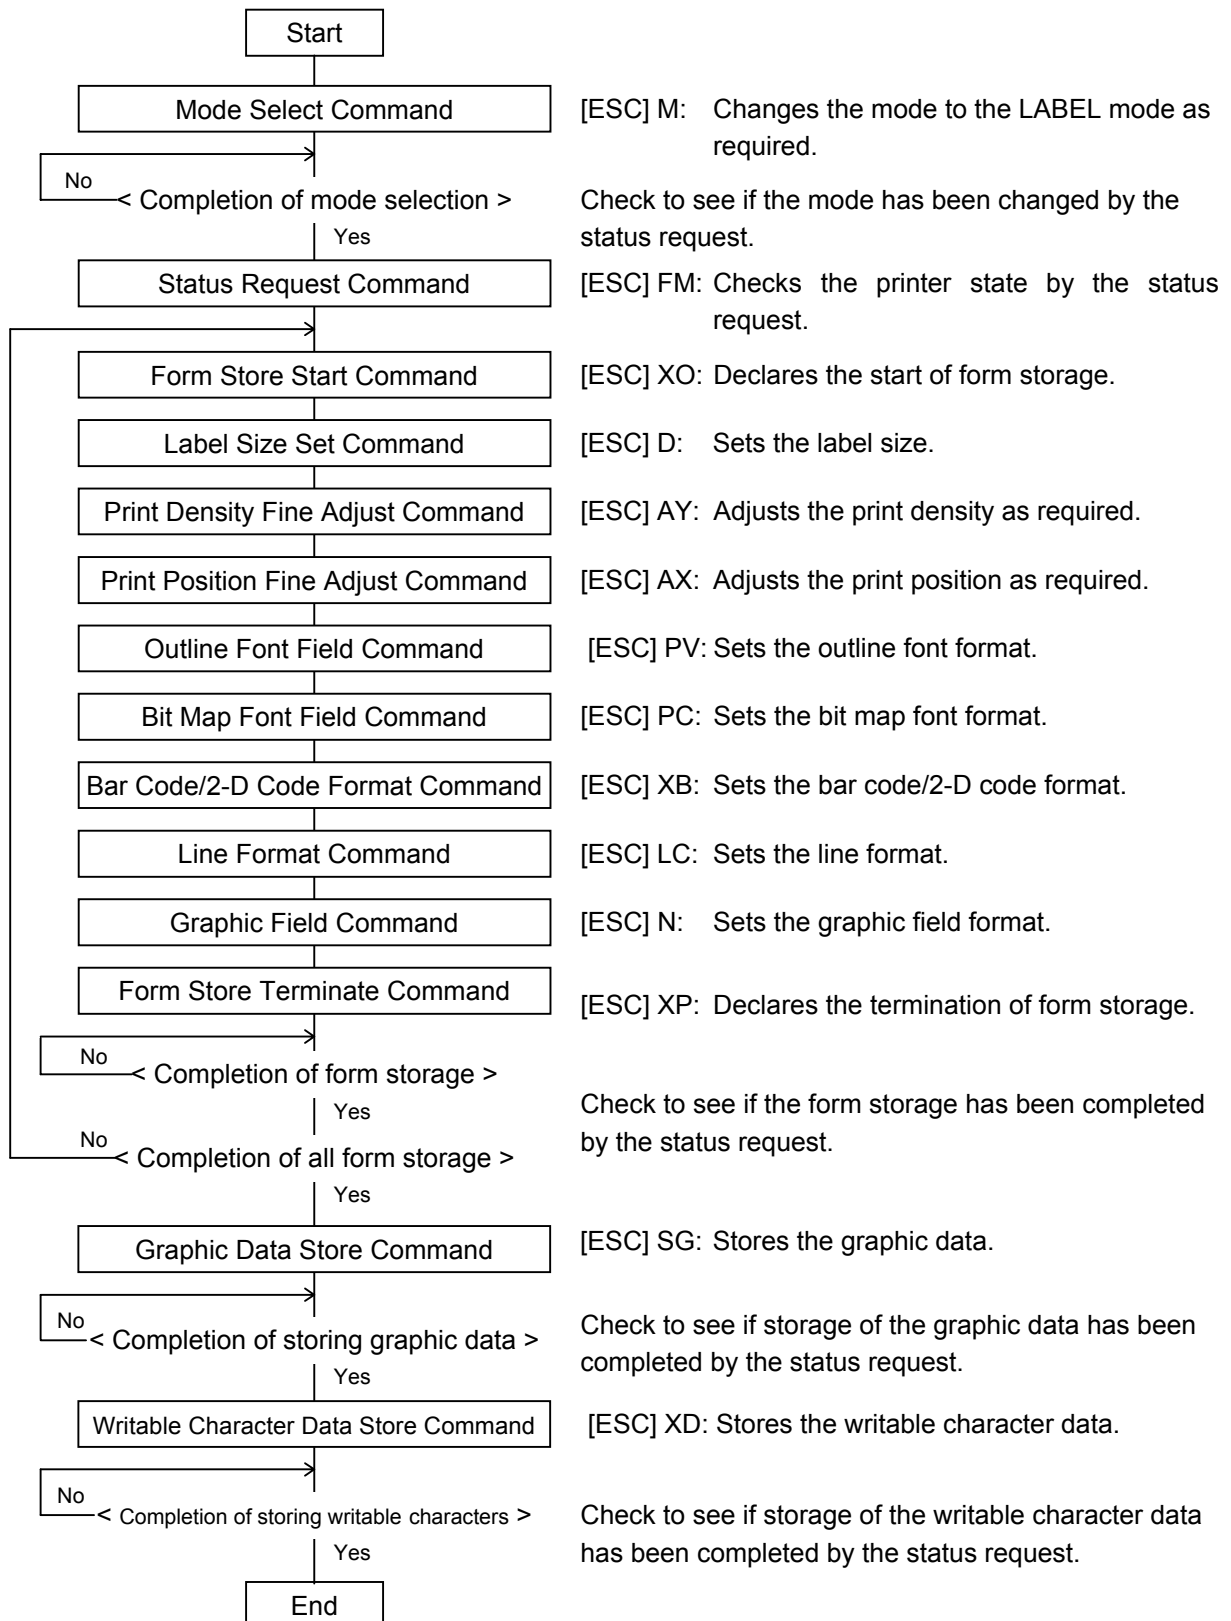 Start
Mode Select Command
[ESC] M: Changes the mode to the LABEL mode as
required.
No
< Completion of mode selection >
Check to see if the mode has been changed by the
Yes
status request.
Status Request Command
[ESC] FM: Checks the printer state by the status
request.
Form Store Start Command
[ESC] XO: Declares the start of form storage.
Label Size Set Command
[ESC] D: Sets the label size.
Print Density Fine Adjust Command
[ESC] AY: Adjusts the print density as required.
Print Position Fine Adjust Command
[ESC] AX: Adjusts the print position as required.
Outline Font Field Command
[ESC] PV: Sets the outline font format.
Bit Map Font Field Command
[ESC] PC: Sets the bit map font format.
Bar Code/2-D Code Format Command
[ESC] XB: Sets the bar code/2-D code format.
Line Format Command
[ESC] LC: Sets the line format.
Graphic Field Command
[ESC] N: Sets the graphic field format.
Form Store Terminate Command
[ESC] XP: Declares the termination of form storage.
No
< Completion of form storage >
Yes
Check to see if the form storage has been completed
by the status request.
No
< Completion of all form storage >
Yes
Graphic Data Store Command
[ESC] SG: Stores the graphic data.
No
< Completion of storing graphic data >
Check to see if storage of the graphic data has been
completed by the status request.
Yes
Writable Character Data Store Command
[ESC] XD: Stores the writable character data.
No
< Completion of storing writable characters >
Check to see if storage of the writable character data
has been completed by the status request.
Yes
End